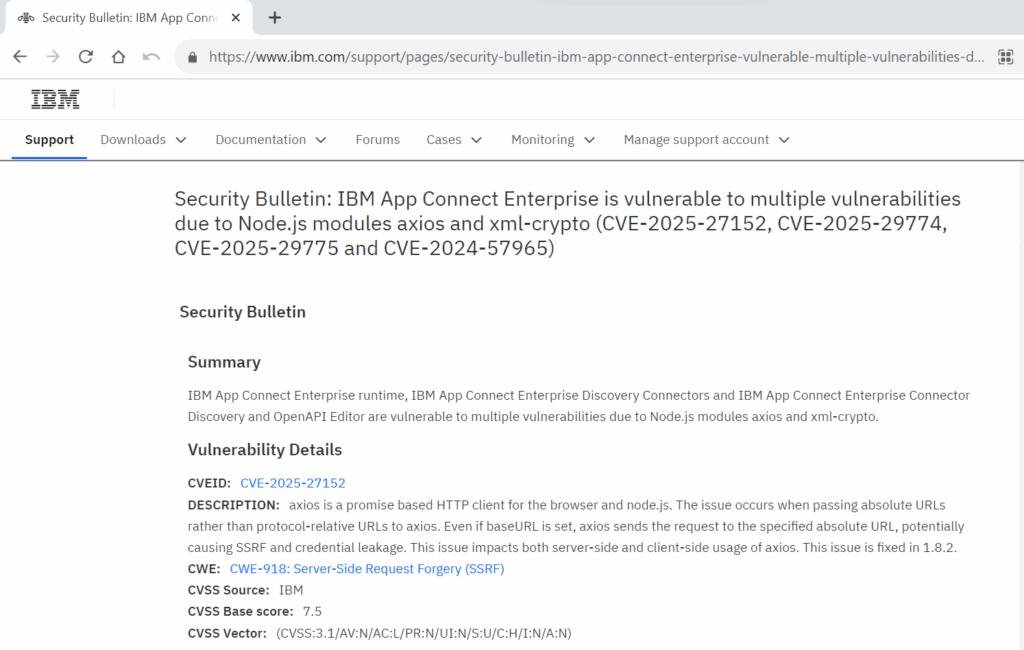 Security Bulletin: IBM App Conn
https://www.ibm.com/support/pages/security-bulletin-ibm-app-connect-enterprise-vulnerable-multiple-vulnerabilities-d...
IBM
Support Downloads Documentation Forums Cases Monitoring Manage support account
Security Bulletin: IBM App Connect Enterprise is vulnerable to multiple vulnerabilities
due to Node.js modules axios and xml-crypto (CVE-2025-27152, CVE-2025-29774,
CVE-2025-29775 and CVE-2024-57965)
Security Bulletin
Summary
IBM App Connect Enterprise runtime, IBM App Connect Enterprise Discovery Connectors and IBM App Connect Enterprise Connector
Discovery and OpenAPI Editor are vulnerable to multiple vulnerabilities due to Node.js modules axios and xml-crypto.
Vulnerability Details
CVEID: CVE-2025-27152
DESCRIPTION: axios is a promise based HTTP client for the browser and node.js. The issue occurs when passing absolute URLs
rather than protocol-relative URLs to axios. Even if baseURL is set, axios sends the request to the specified absolute URL, potentially
causing SSRF and credential leakage. This issue impacts both server-side and client-side usage of axios. This issue is fixed in 1.8.2.
CWE: CWE-918: Server-Side Request Forgery (SSRF)
CVSS Source: IBM
CVSS Base score: 7.5
CVSS Vector: (CVSS:3.1/AV:N/AC:L/PR:N/UI:N/S:U/C:H/I:N/A:N)